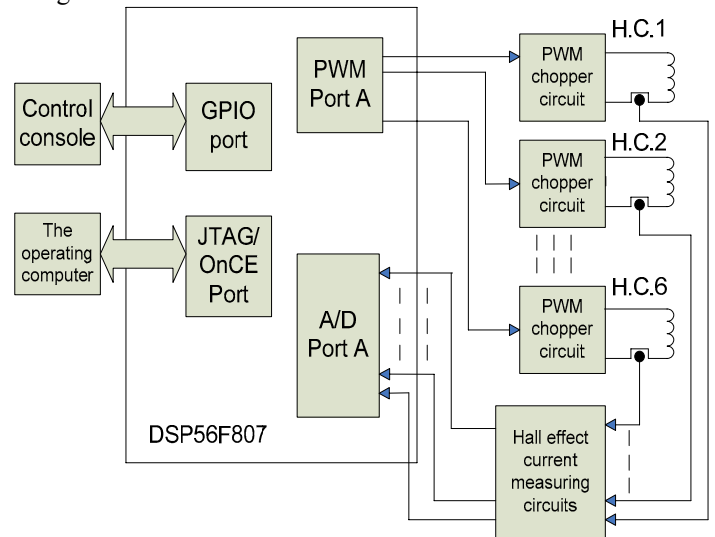 Control
console
GPIO
port
PWM
Port A
PWM
chopper
circuit
H.C.1
PWM
chopper
circuit
H.C.2
The
operating
computer
JTAG/
OnCE
Port
A/D
Port A
PWM
chopper
circuit
H.C.6
DSP56F807
Hall effect
current
measuring
circuits